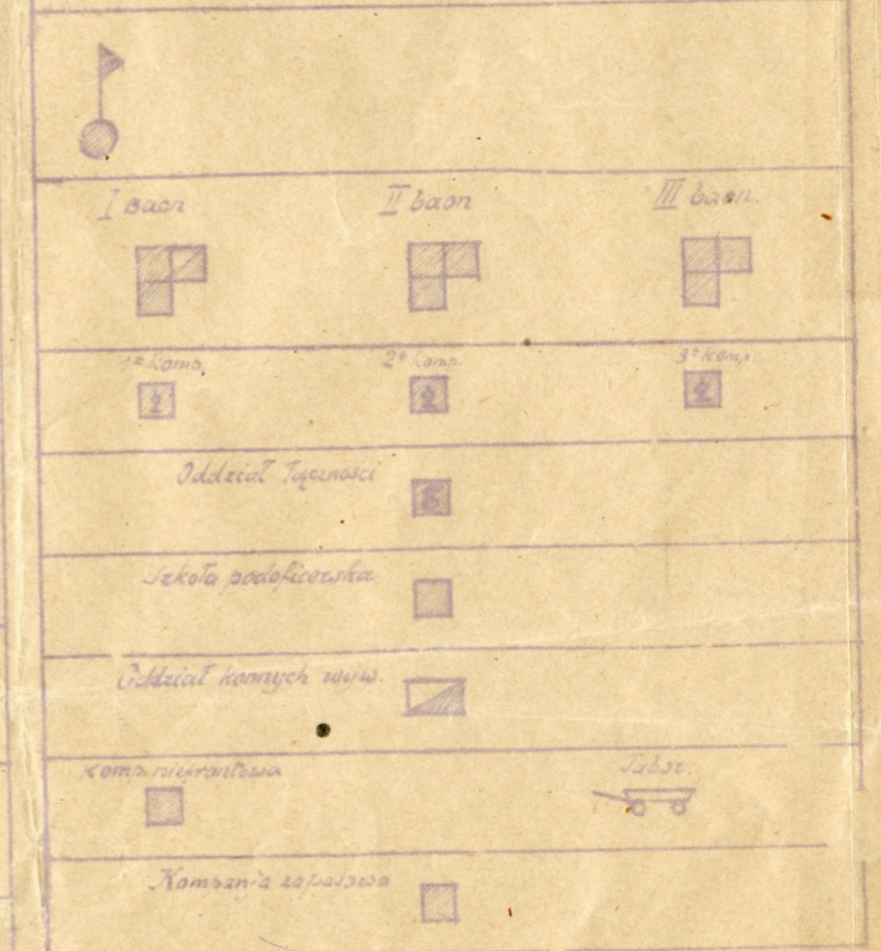 I baon
II baon
III baon.
1ª komp.
2ª komp.
3ª komp.
Oddział Łączności
Szkoła podoficerska
Oddział konnych wyw.
Komp. niefrontowa
Tabor.
Kompanja zapasowa